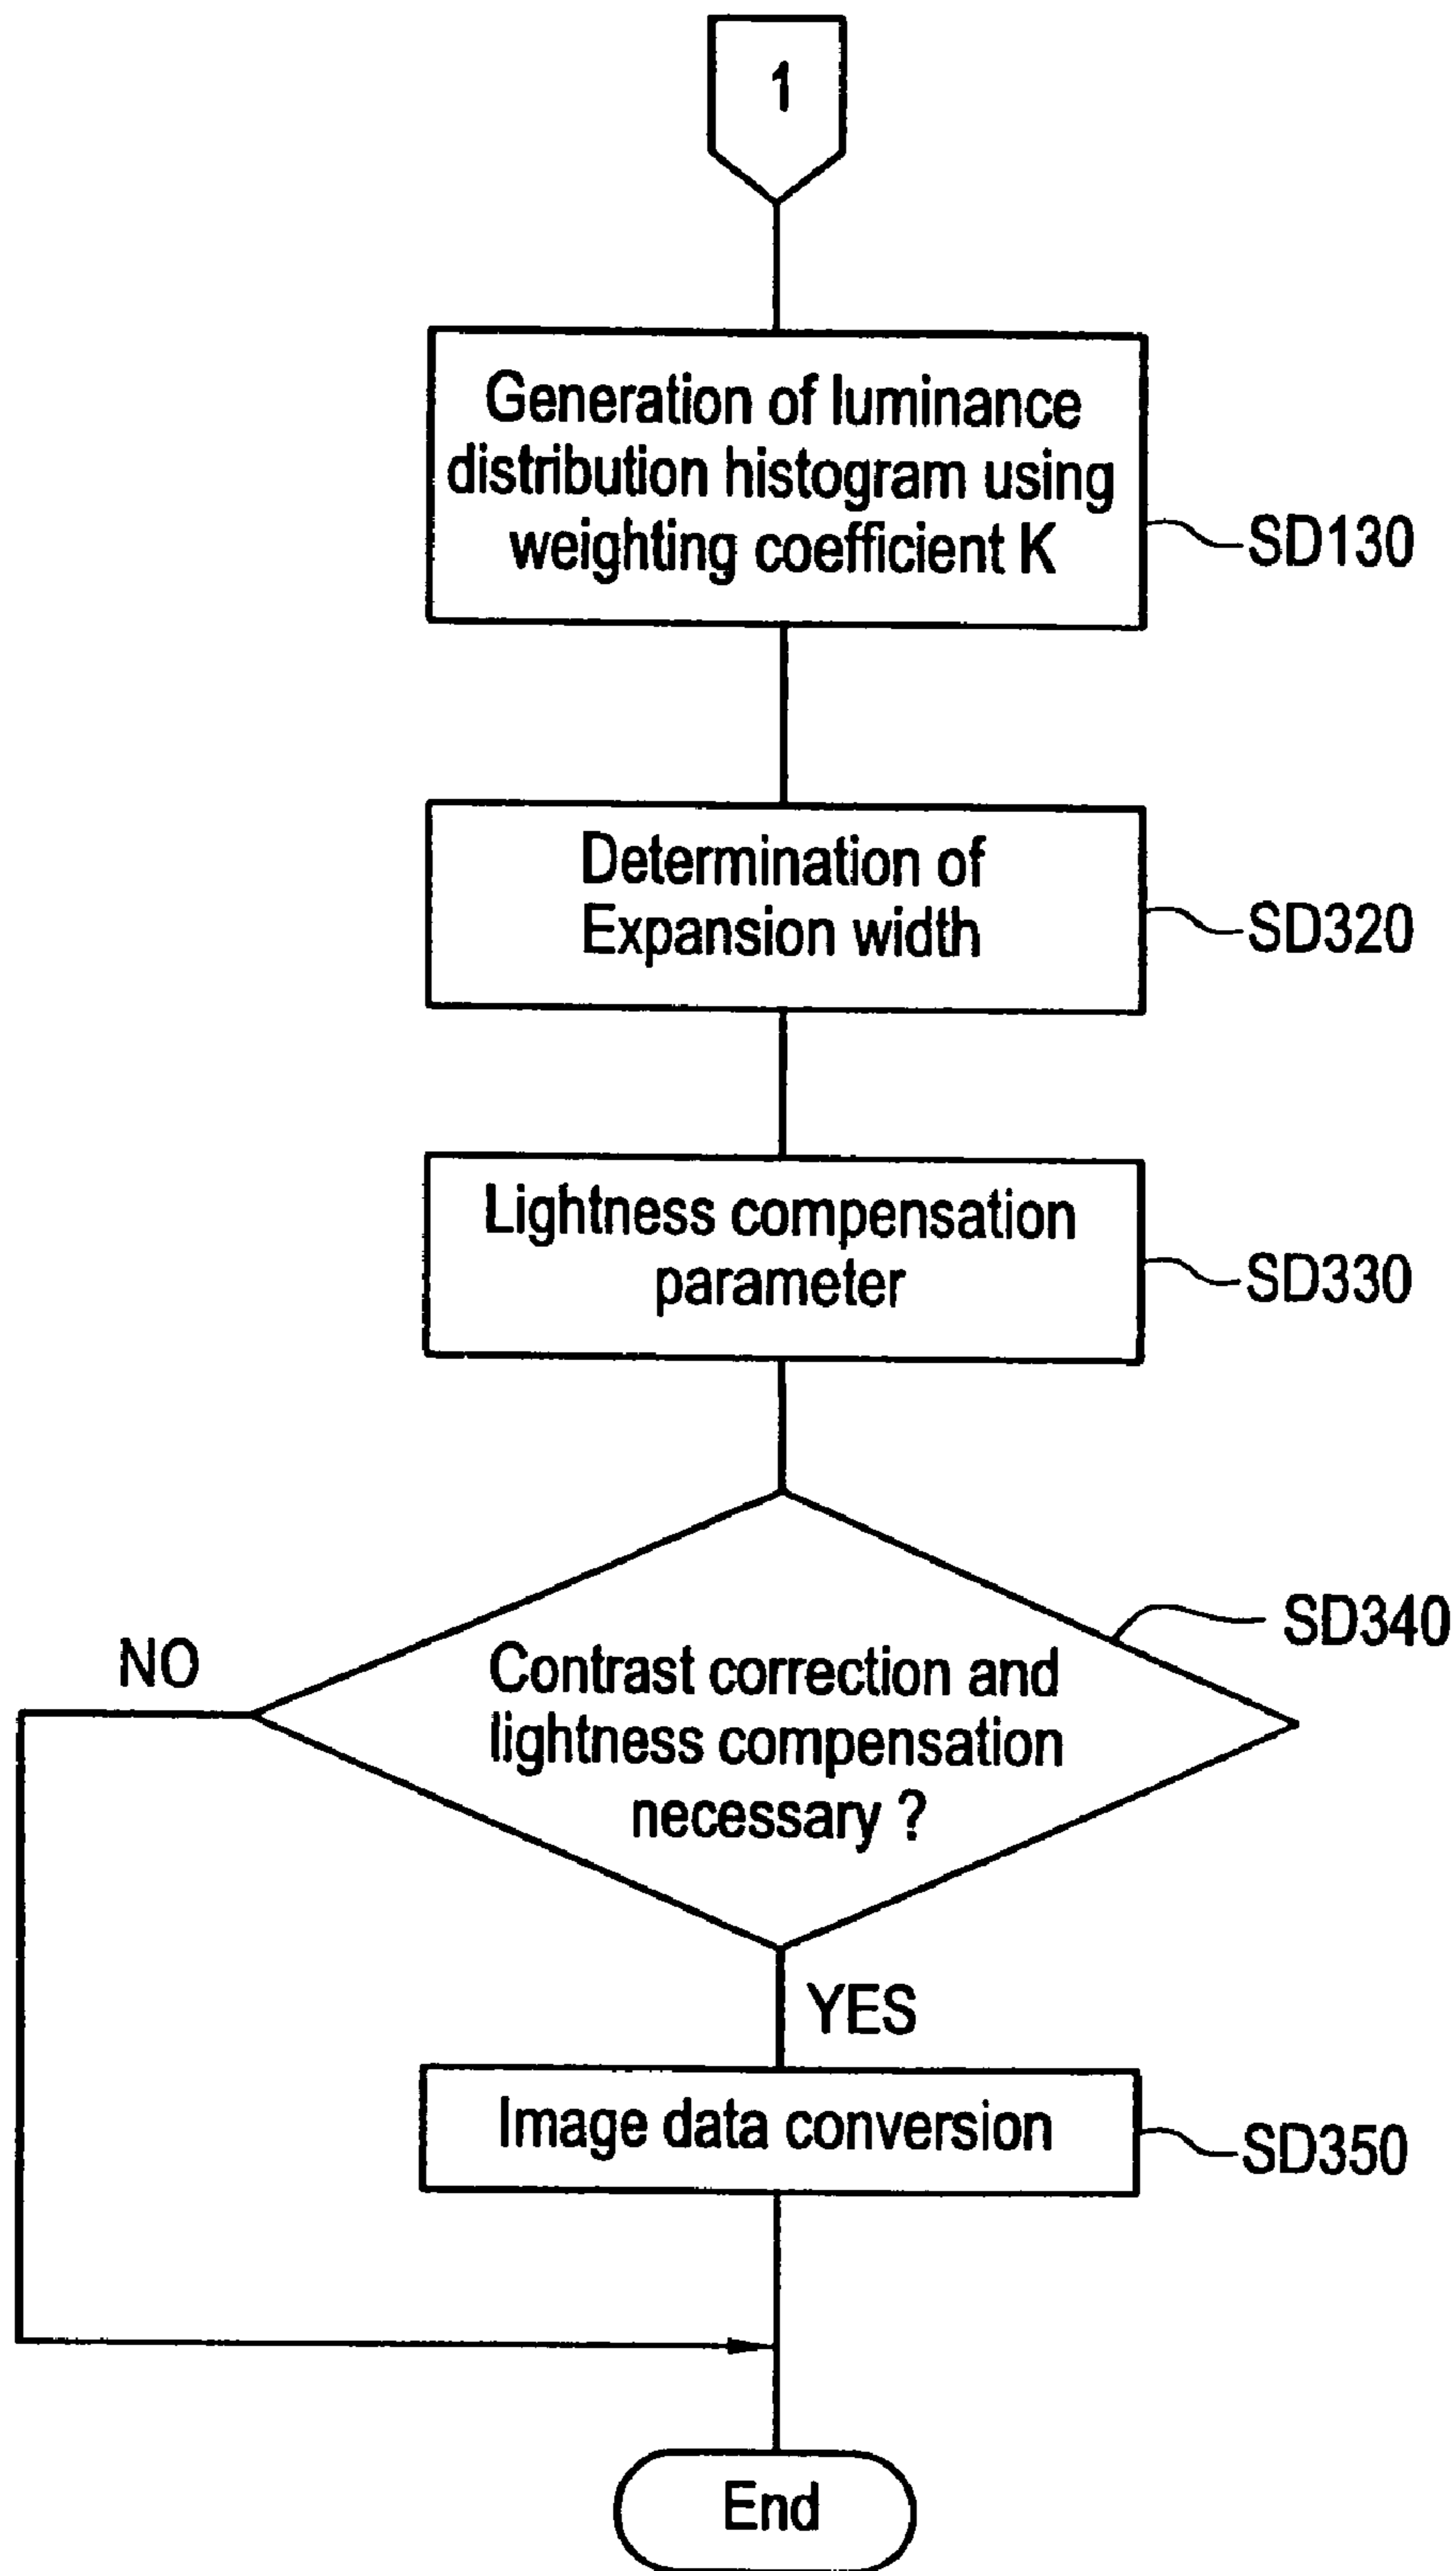 1
Generation of luminance
distribution histogram using
weighting coefficient K
SD130
Determination of
Expansion width
SD320
Lightness compensation
parameter
SD330
SD340
NO
Contrast correction and
lightness compensation
necessary ?
YES
Image data conversion
SD350
End